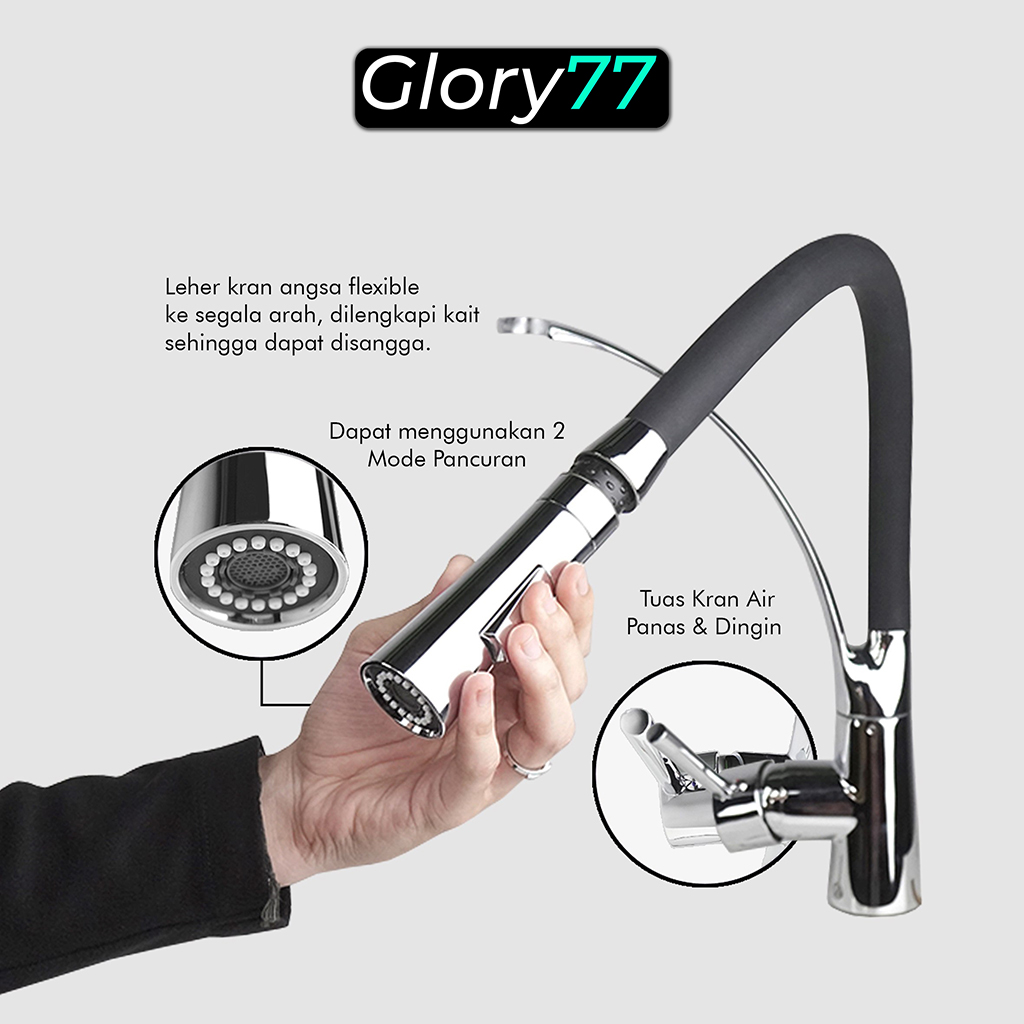 Glory77
Leher kran angsa flexible
ke segala arah, dilengkapi kait
sehingga dapat disangga.
Dapat menggunakan 2
Mode Pancuran
Tuas Kran Air
Panas & Dingin